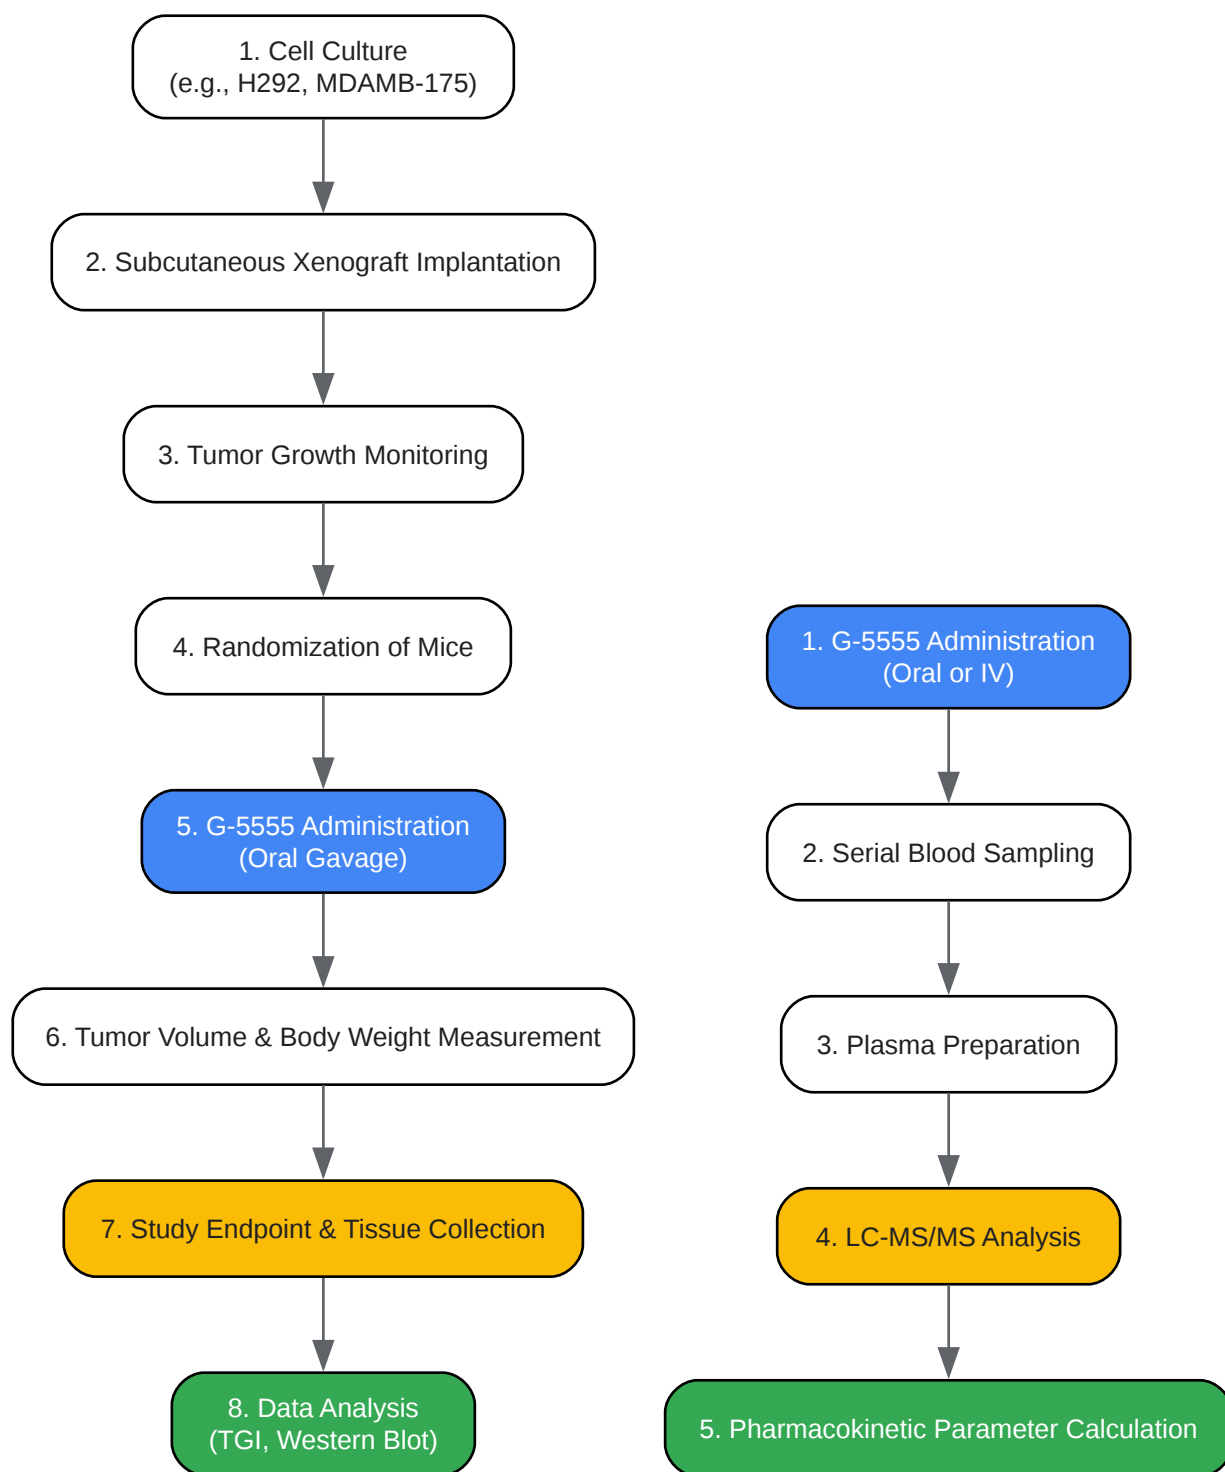 1. Cell Culture
(e.g., H292, MDAMB-175)
2. Subcutaneous Xenograft Implantation
3. Tumor Growth Monitoring
4. Randomization of Mice
5. G-5555 Administration
(Oral Gavage)
6. Tumor Volume & Body Weight Measurement
7. Study Endpoint & Tissue Collection
8. Data Analysis
(TGI, Western Blot)
1. G-5555 Administration
(Oral or IV)
2. Serial Blood Sampling
3. Plasma Preparation
4. LC-MS/MS Analysis
5. Pharmacokinetic Parameter Calculation